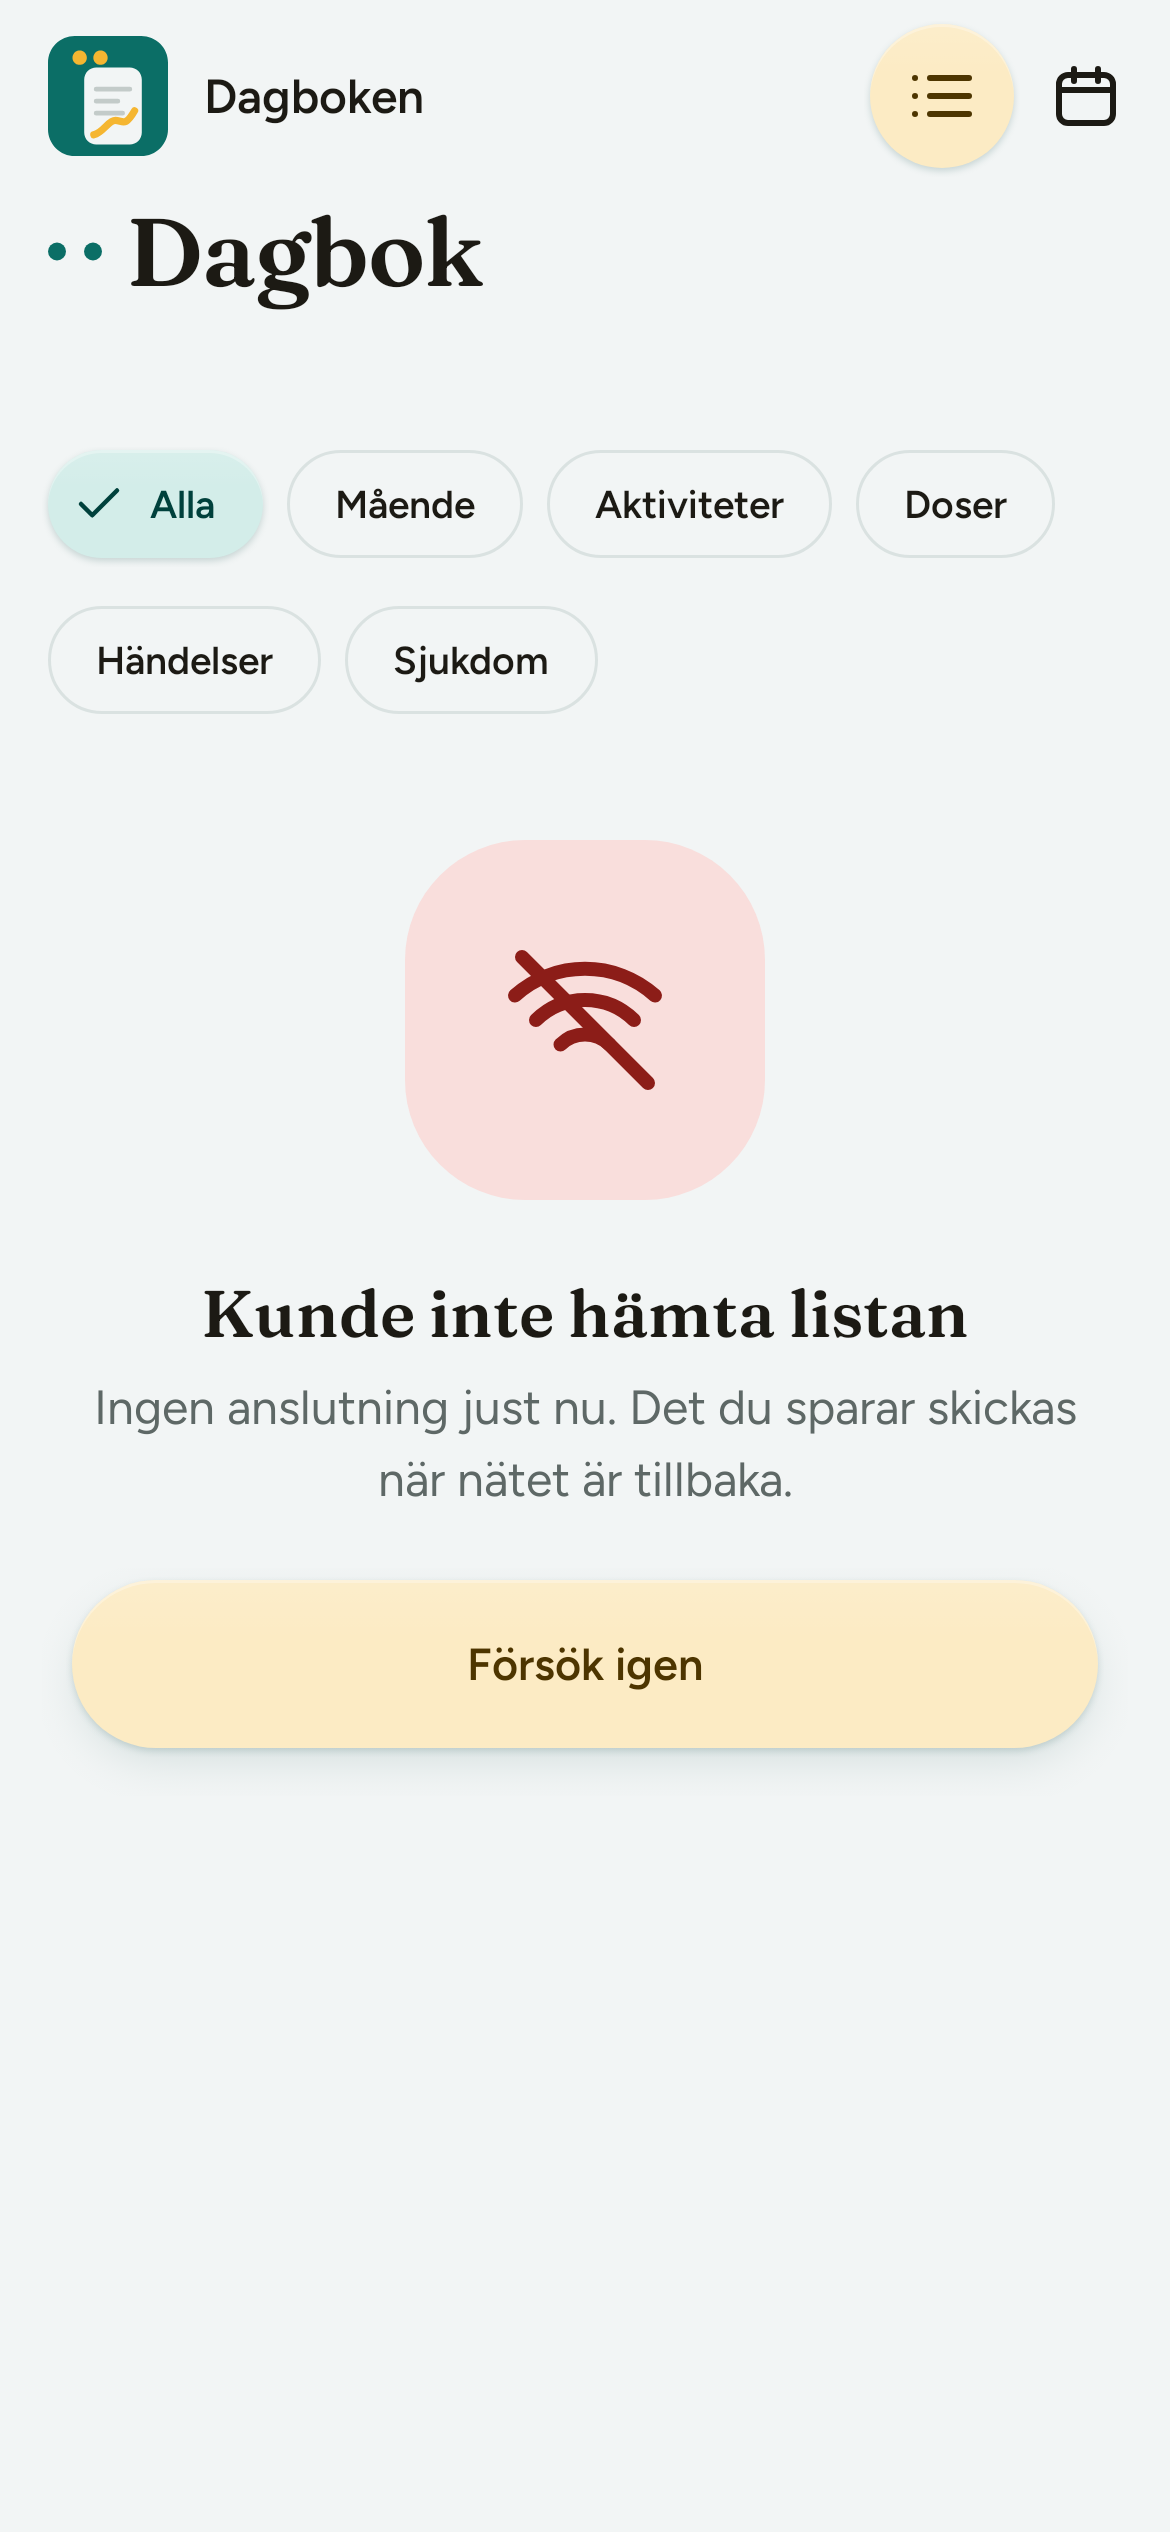 Dagboken
Dagbok
Alla
Mående
Aktiviteter
Doser
Händelser
Sjukdom
Kunde inte hämta listan
Ingen anslutning just nu. Det du sparar skickas
när nätet är tillbaka.
Försök igen